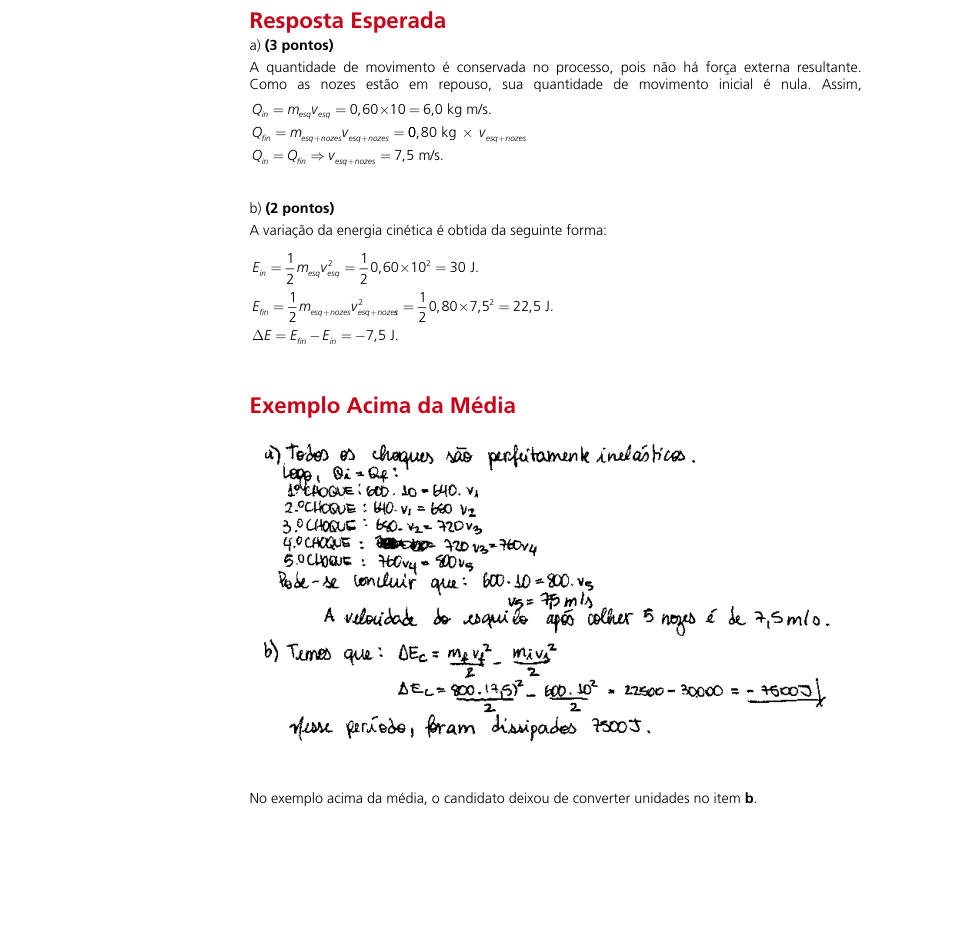 Resposta Esperada
a) (3 pontos)
A quantidade de movimento é conservada no processo, pois não há força externa resultante.
Como as nozes estão em repouso, sua quantidade de movimento inicial é nula. Assim,
Q_in = m_esq v_esq = 0,60×10 = 6,0 kg m/s.
Q_fin = m_esq+nozes v_esq+nozes = 0,80 kg × v_esq+nozes
Q_in = Q_fin ⇒ v_esq+nozes = 7,5 m/s.
b) (2 pontos)
A variação da energia cinética é obtida da seguinte forma:
E_in = 1/2 m_esq v²_esq = 1/2 0,60×10² = 30 J.
E_fin = 1/2 m_esq+nozes v²_esq+nozes = 1/2 0,80×7,5² = 22,5 J.
ΔE = E_fin − E_in = −7,5 J.
Exemplo Acima da Média
a) Todos os choques são perfeitamente inelásticos.
Logo, Qi = Qf:
1º CHOQUE: 600. 10 = 640. v1
2.º CHOQUE: 640. v1 = 680 v2
3.º CHOQUE: 680. v2 = 720 v3
4.º CHOQUE: 720 v3 = 760 v4
5.º CHOQUE: 760 v4 = 800 v5
Pode-se concluir que: 600. 10 = 800. v5
v5 = 7,5 m/s
A velocidade do esquilo após colher 5 nozes é de 7,5 m/s.
b) Temos que: ΔEc = mf vf²/2 - mi vi²/2
ΔEc = 800. (7,5)²/2 - 600. 10²/2 = 22500 - 30000 = - 7500J
Nesse período, foram dissipados 7500J.
No exemplo acima da média, o candidato deixou de converter unidades no item b.